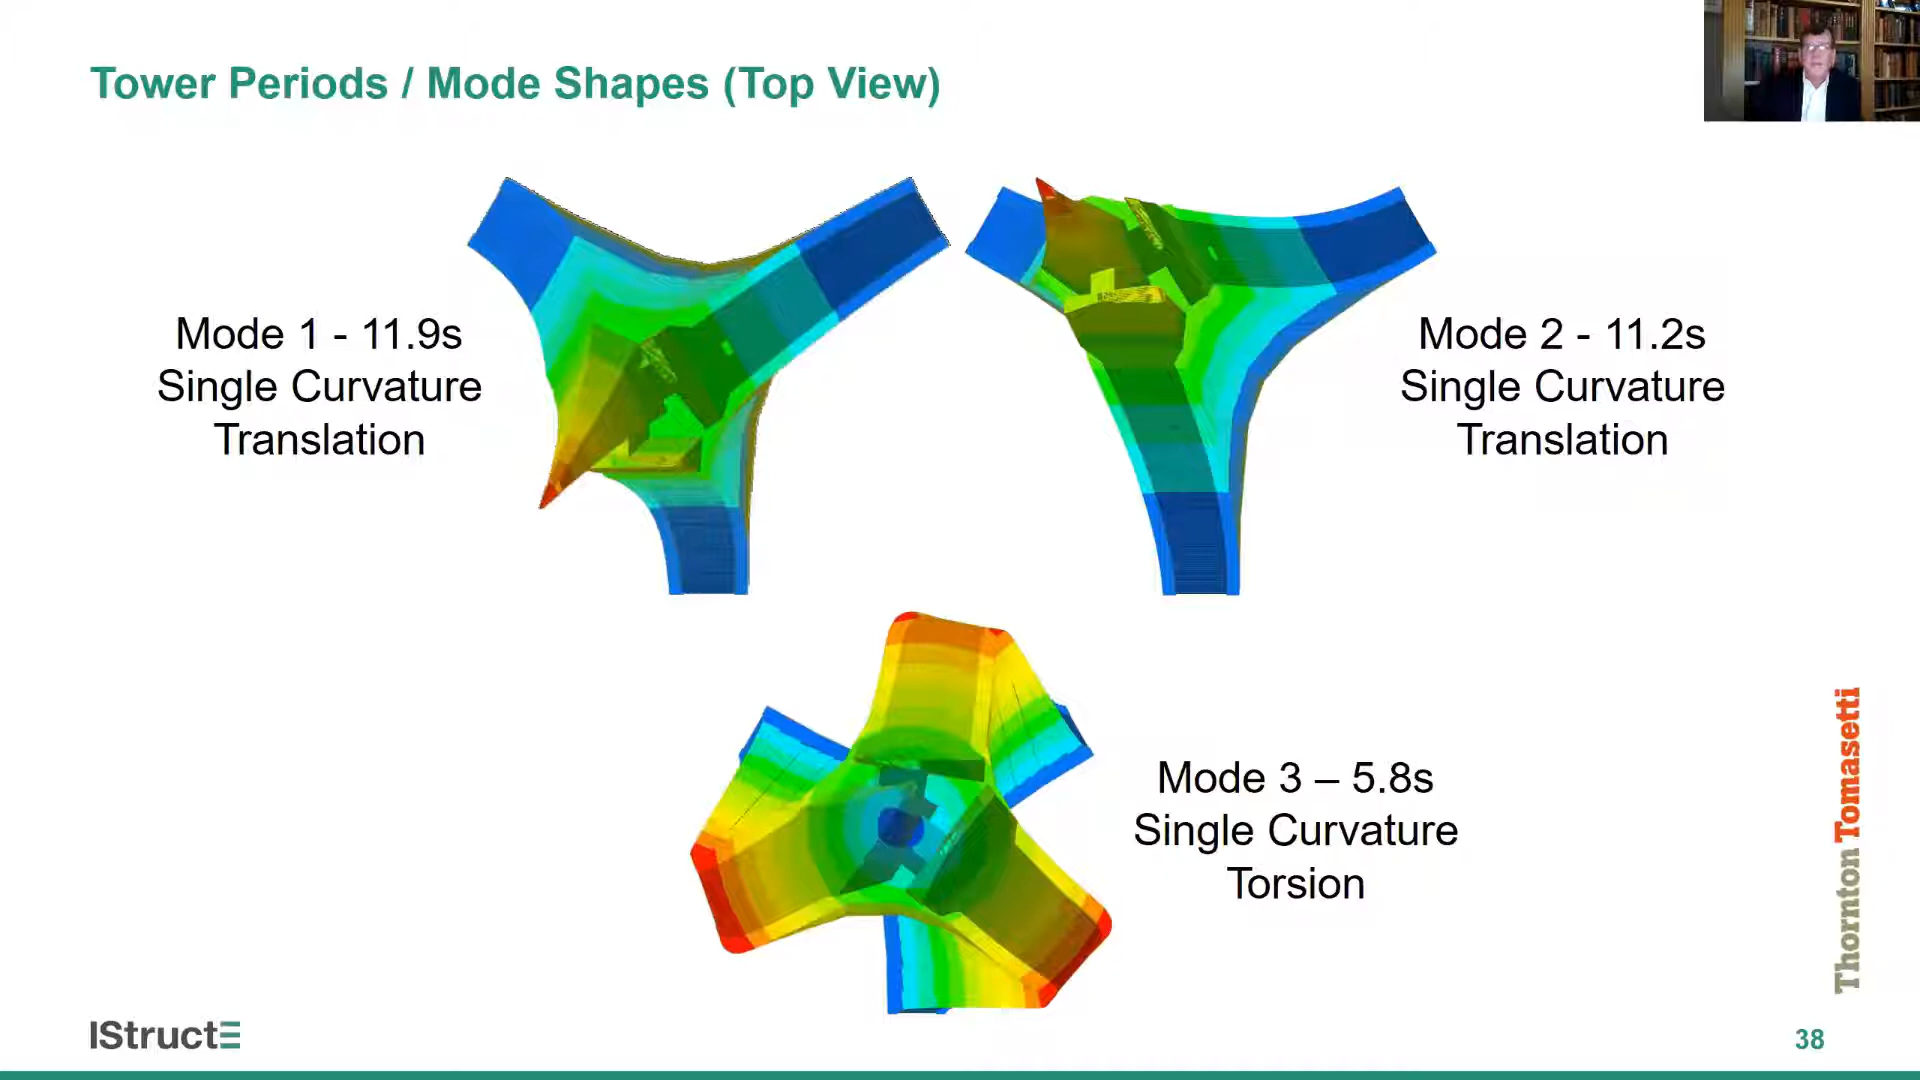 Tower Periods / Mode Shapes (Top View)
Mode 1 - 11.9s
Single Curvature
Translation
Mode 2 - 11.2s
Single Curvature
Translation
Mode 3 – 5.8s
Single Curvature
Torsion
Thornton Tomasetti
IStructE
38